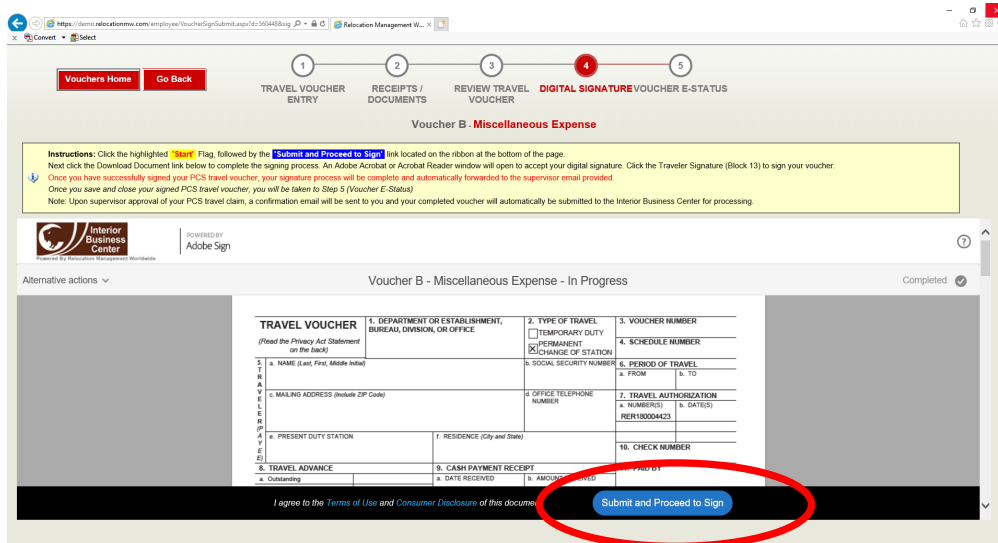 https://demo.relocationmw.com/employee/VoucherSignSubmit.aspx?d=560448&sig
Relocation Management W...
x Convert Select
Vouchers Home Go Back
1 2 3 4 5
TRAVEL VOUCHER ENTRY
RECEIPTS / DOCUMENTS
REVIEW TRAVEL VOUCHER
DIGITAL SIGNATURE
VOUCHER E-STATUS
Voucher B - Miscellaneous Expense
Instructions: Click the highlighted "Start" Flag, followed by the "Submit and Proceed to Sign" link located on the ribbon at the bottom of the page.
Next click the Download Document link below to complete the signing process. An Adobe Acrobat or Acrobat Reader window will open to accept your digital signature. Click the Traveler Signature (Block 13) to sign your voucher.
Once you have successfully signed your PCS travel voucher, your signature process will be complete and automatically forwarded to the supervisor email provided.
Once you save and close your signed PCS travel voucher, you will be taken to Step 5 (Voucher E-Status)
Note: Upon supervisor approval of your PCS travel claim, a confirmation email will be sent to you and your completed voucher will automatically be submitted to the Interior Business Center for processing.
Interior
Business
Center
Powered By Relocation Management Worldwide
POWERED BY
Adobe Sign
?
Alternative actions
Voucher B - Miscellaneous Expense - In Progress
Completed
TRAVEL VOUCHER
(Read the Privacy Act Statement
on the back)
1. DEPARTMENT OR ESTABLISHMENT,
BUREAU, DIVISION, OR OFFICE
2. TYPE OF TRAVEL
TEMPORARY DUTY
PERMANENT
CHANGE OF STATION
3. VOUCHER NUMBER
4. SCHEDULE NUMBER
5. TRAVELER (PAYEE)
a. NAME (Last, First, Middle Initial)
b. SOCIAL SECURITY NUMBER
6. PERIOD OF TRAVEL
a. FROM b. TO
c. MAILING ADDRESS (Include ZIP Code)
d. OFFICE TELEPHONE
NUMBER
7. TRAVEL AUTHORIZATION
a. NUMBER(S) b. DATE(S)
RER180004423
e. PRESENT DUTY STATION
f. RESIDENCE (City and State)
10. CHECK NUMBER
8. TRAVEL ADVANCE
9. CASH PAYMENT RECEIPT
PAID BY
a. Outstanding
a. DATE RECEIVED
b. AMOUNT RECEIVED
I agree to the Terms of Use and Consumer Disclosure of this docume
Submit and Proceed to Sign